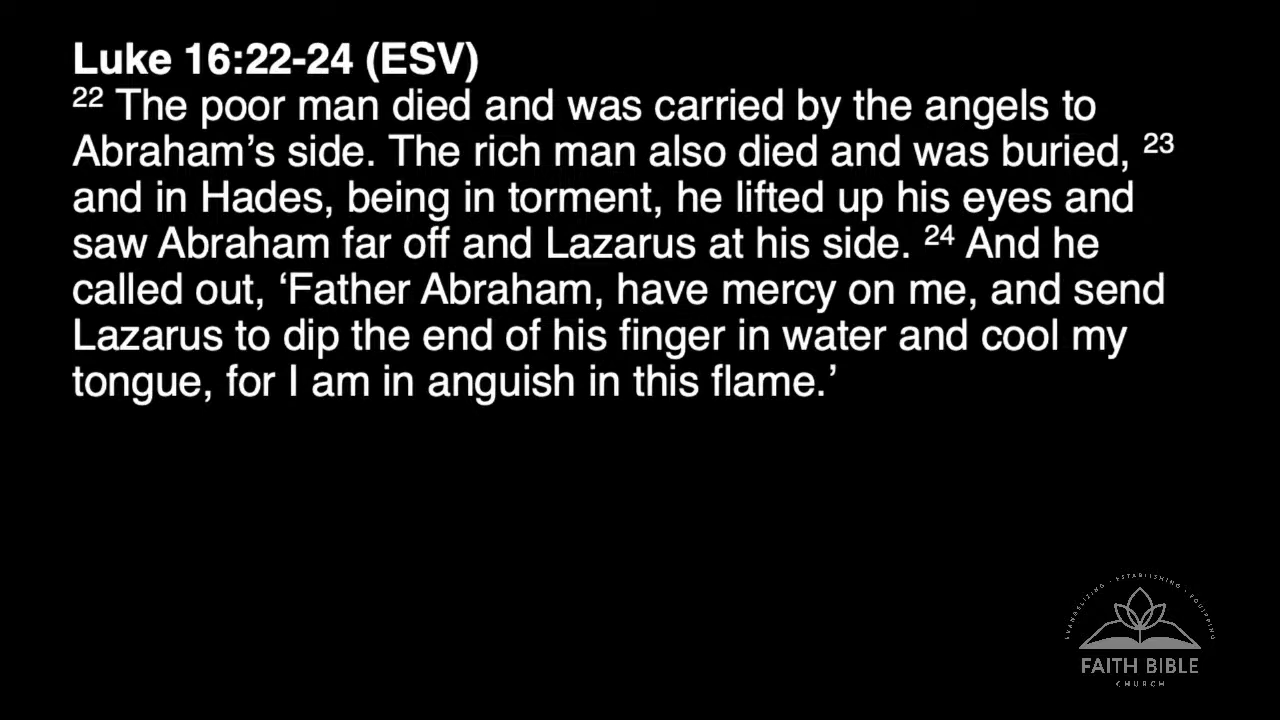 Luke 16:22-24 (ESV)
22 The poor man died and was carried by the angels to
Abraham’s side. The rich man also died and was buried, 23
and in Hades, being in torment, he lifted up his eyes and
saw Abraham far off and Lazarus at his side. 24 And he
called out, ‘Father Abraham, have mercy on me, and send
Lazarus to dip the end of his finger in water and cool my
tongue, for I am in anguish in this flame.’
EVANGELIZING · ESTABLISHING · EQUIPPING
FAITH BIBLE
CHURCH